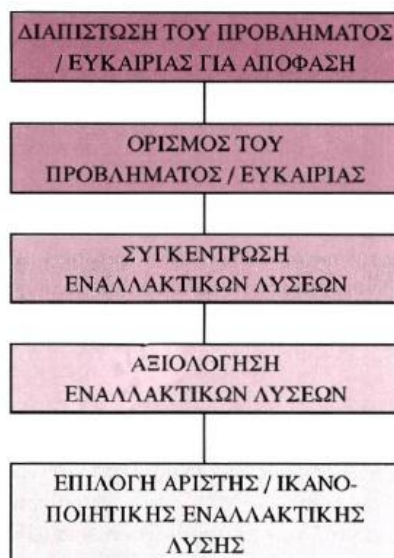 ΔΙΑΠΙΣΤΩΣΗ ΤΟΥ ΠΡΟΒΛΗΜΑΤΟΣ
/ ΕΥΚΑΙΡΙΑΣ ΓΙΑ ΑΠΟΦΑΣΗ
ΟΡΙΣΜΟΣ ΤΟΥ
ΠΡΟΒΛΗΜΑΤΟΣ / ΕΥΚΑΙΡΙΑΣ
ΣΥΓΚΕΝΤΡΩΣΗ
ΕΝΑΛΛΑΚΤΙΚΩΝ ΛΥΣΕΩΝ
ΑΞΙΟΛΟΓΗΣΗ
ΕΝΑΛΛΑΚΤΙΚΩΝ ΛΥΣΕΩΝ
ΕΠΙΛΟΓΗ ΑΡΙΣΤΗΣ / ΙΚΑΝΟ-
ΠΟΙΗΤΙΚΗΣ ΕΝΑΛΛΑΚΤΙΚΗΣ
ΛΥΣΗΣ